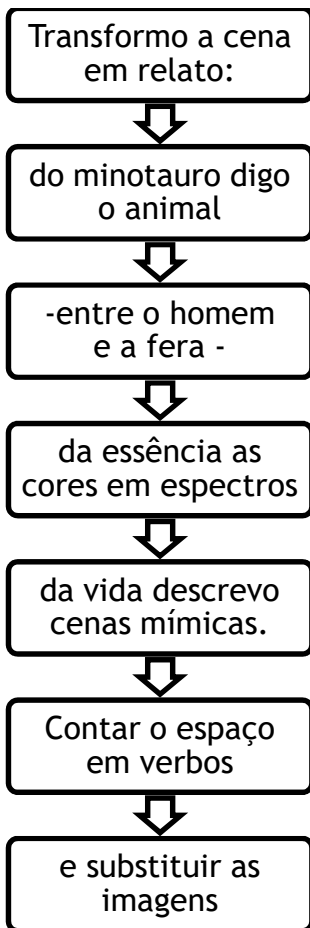 Transformo a cena
em relato:
do minotauro digo
o animal
-entre o homem
e a fera -
da essência as
cores em espectros
da vida descrevo
cenas mímicas.
Contar o espaço
em verbos
e substituir as
imagens